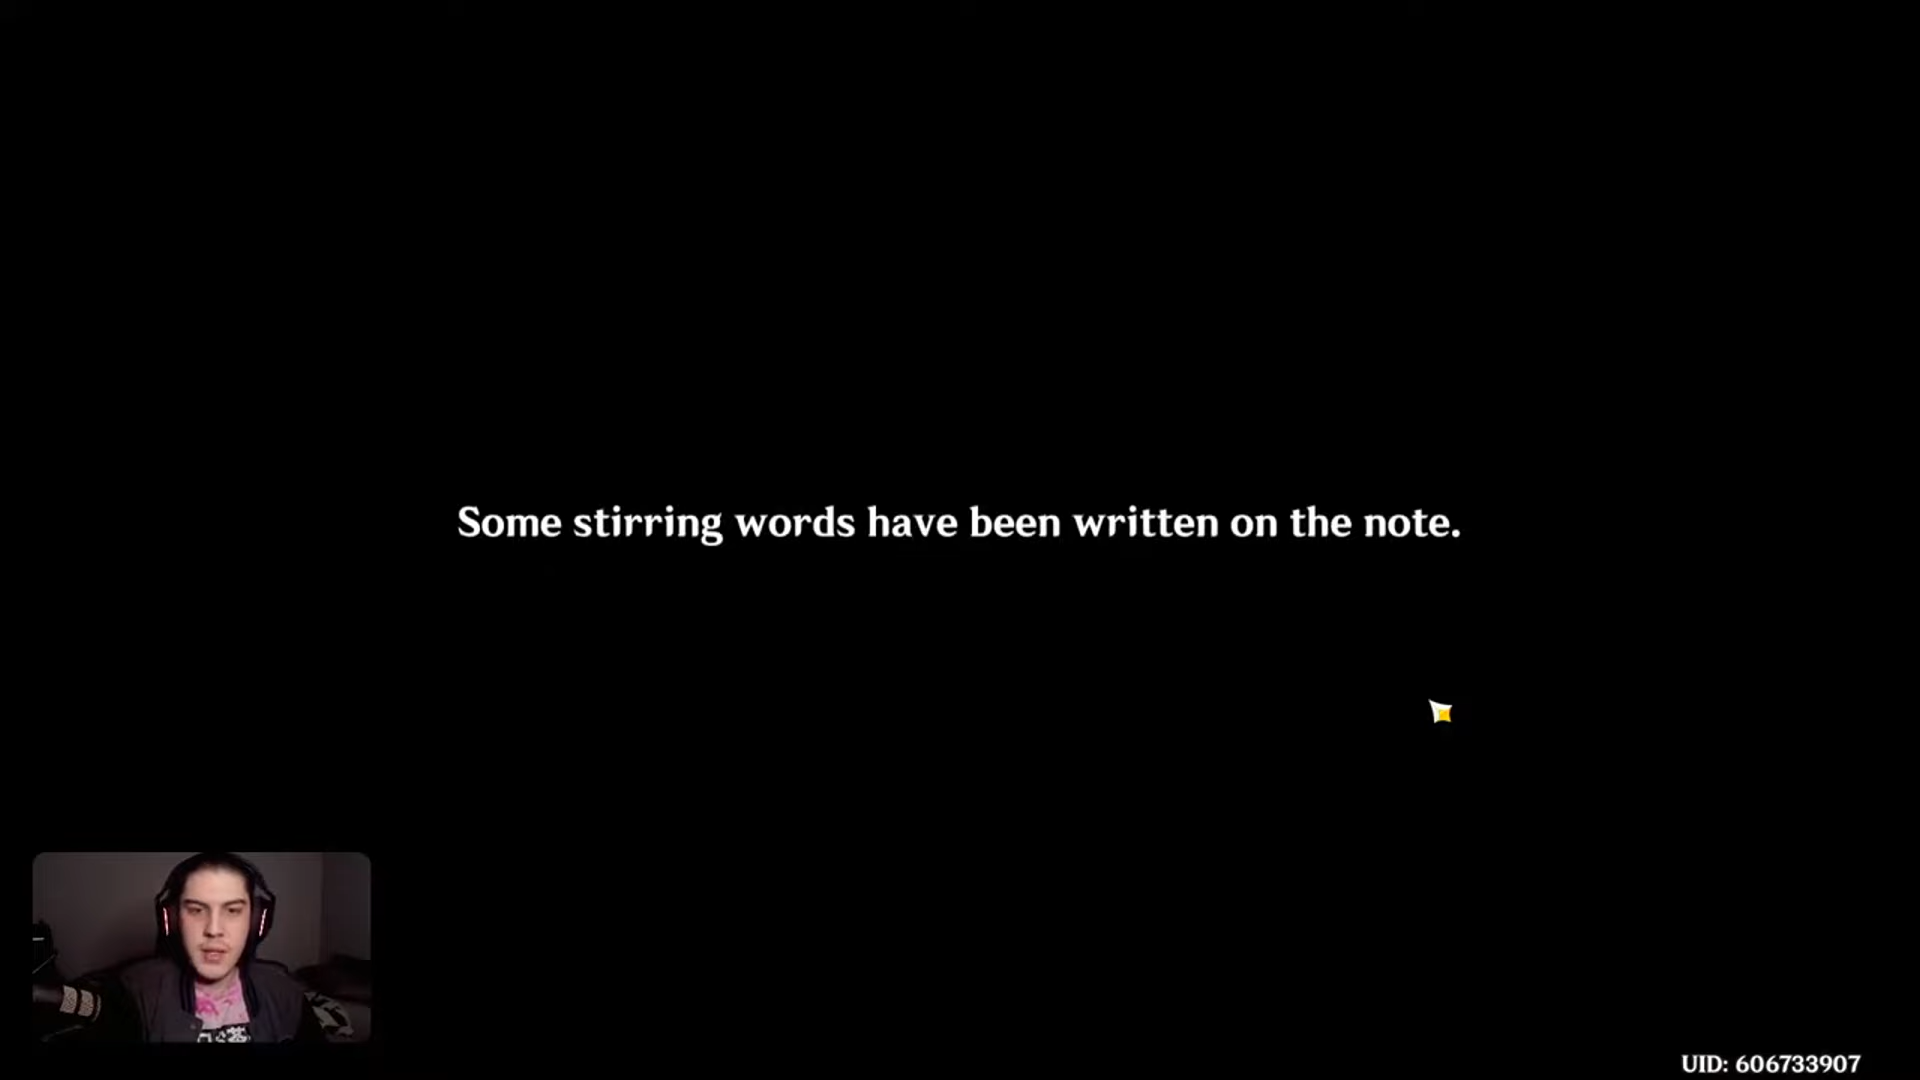 Some stirring words have been written on the note.
UID: 606733907